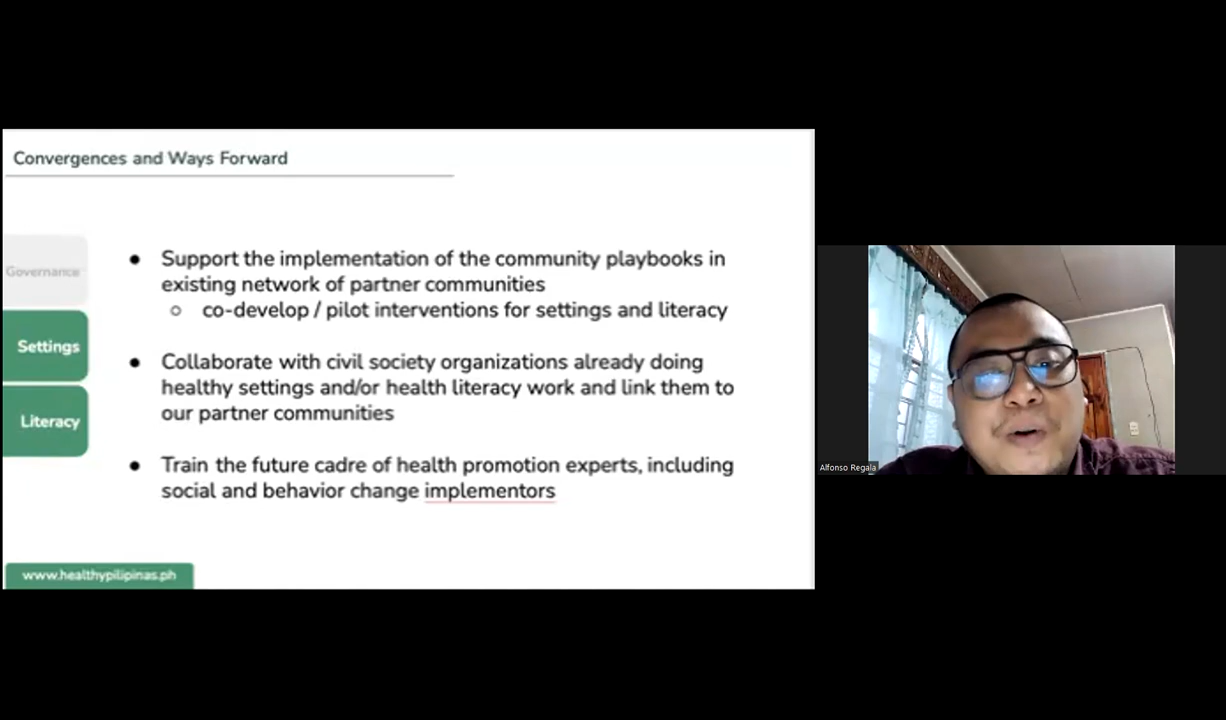 Convergences and Ways Forward
Governance
Settings
Literacy
● Support the implementation of the community playbooks in
existing network of partner communities
○ co-develop / pilot interventions for settings and literacy
● Collaborate with civil society organizations already doing
healthy settings and/or health literacy work and link them to
our partner communities
● Train the future cadre of health promotion experts, including
social and behavior change implementors
www.healthypilipinas.ph
Alfonso Regala